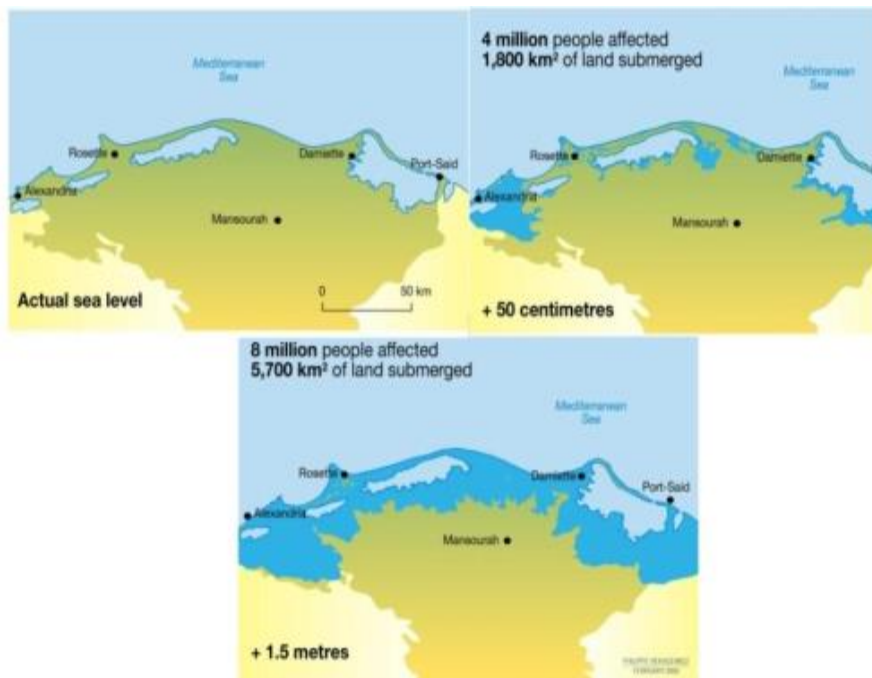 Mediterranean
Sea
Rosette
Damiette
Port-Said
Alexandria
Mansourah
0 50 km
Actual sea level
4 million people affected
1,800 km² of land submerged
Mediterranean
Sea
Rosette
Damiette
Alexandria
Mansourah
+ 50 centimetres
8 million people affected
5,700 km² of land submerged
Mediterranean
Sea
Rosette
Damiette
Port-Said
Alexandria
Mansourah
+ 1.5 metres